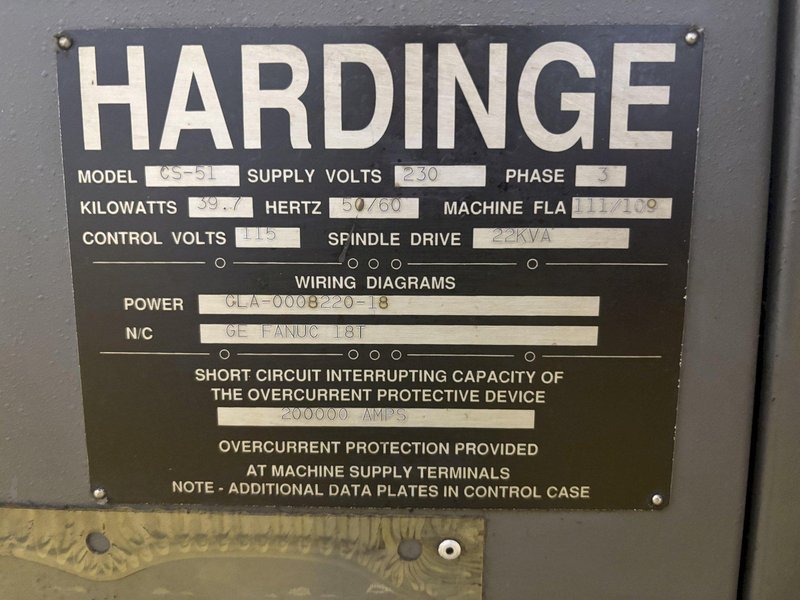 HARDINGE
MODEL CS-51 SUPPLY VOLTS 230 PHASE 3
KILOWATTS 39.7 HERTZ 50/60 MACHINE FLA 111/109
CONTROL VOLTS 115 SPINDLE DRIVE 22KVA
WIRING DIAGRAMS
POWER CLA-0008220-18
N/C GE FANUC 18T
SHORT CIRCUIT INTERRUPTING CAPACITY OF
THE OVERCURRENT PROTECTIVE DEVICE
200000 AMPS
OVERCURRENT PROTECTION PROVIDED
AT MACHINE SUPPLY TERMINALS
NOTE - ADDITIONAL DATA PLATES IN CONTROL CASE